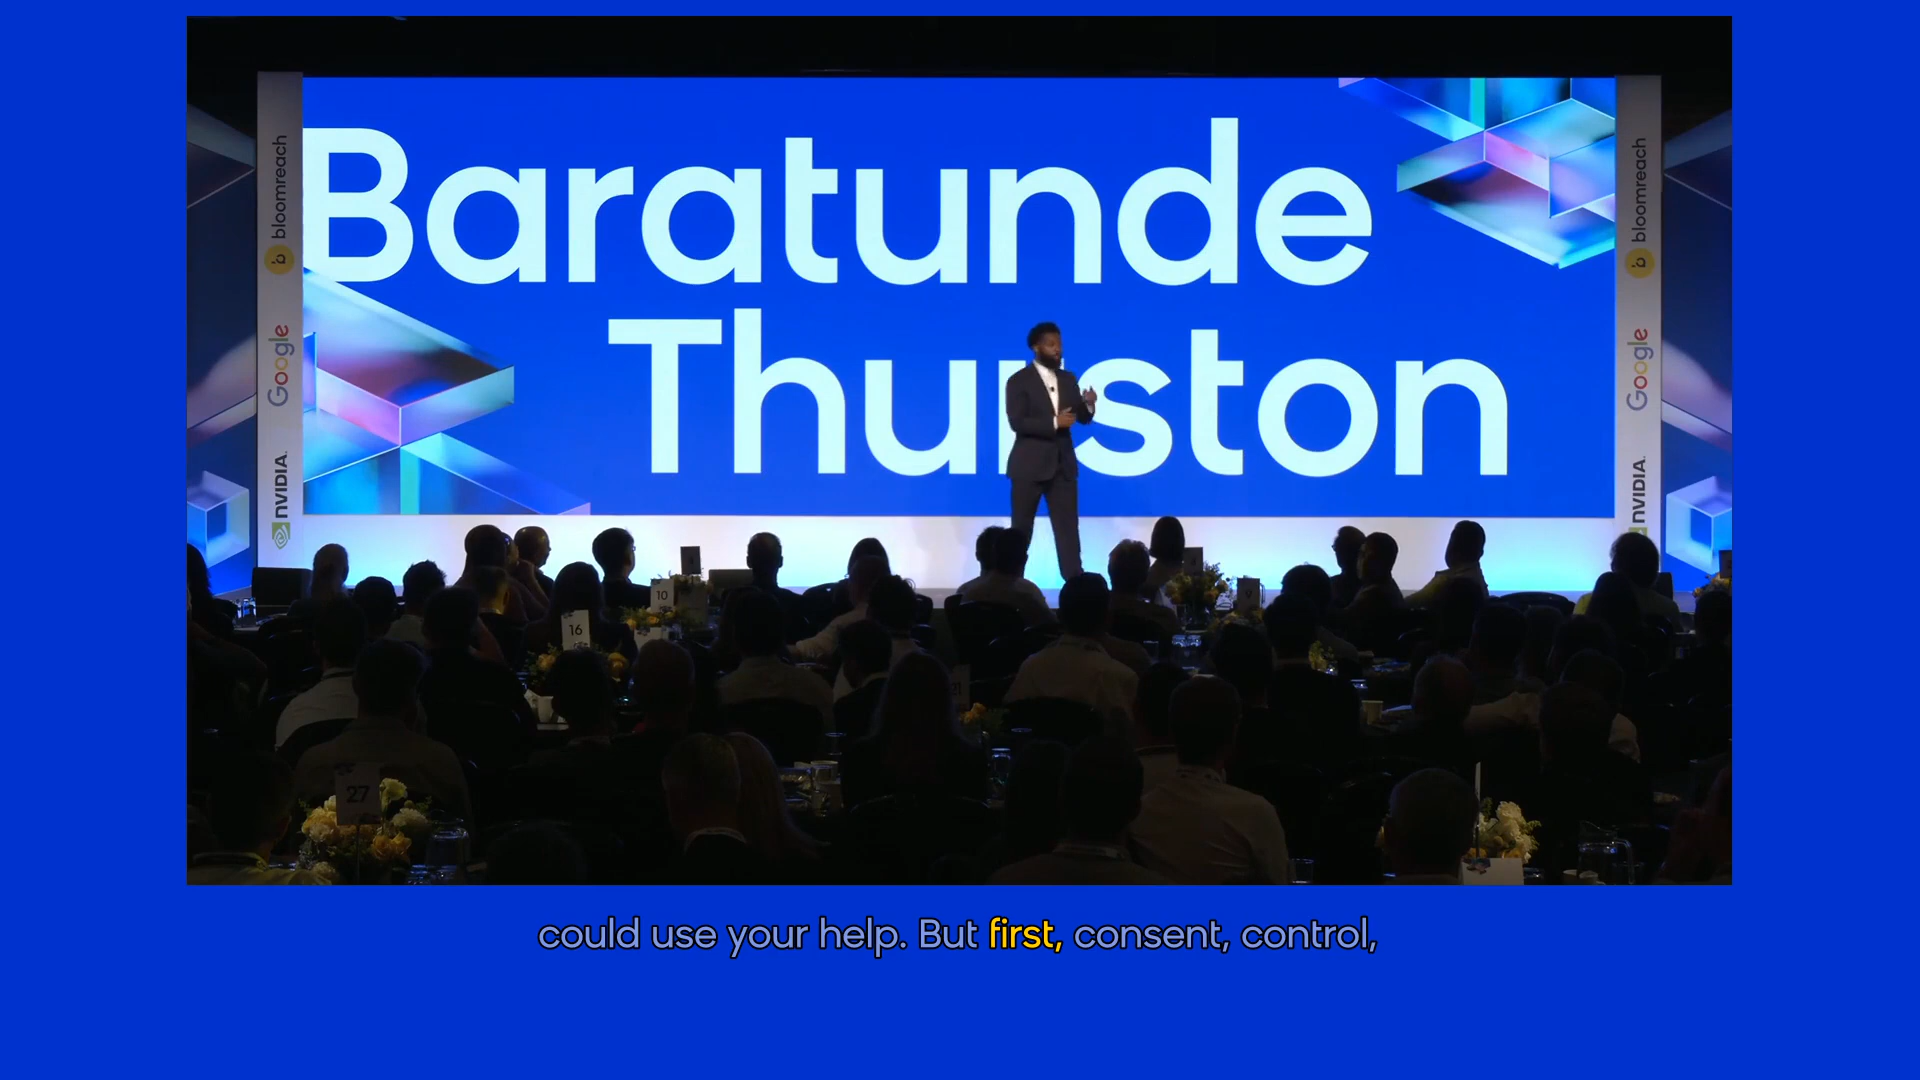 Baratunde
Thurston
bloomreach
Google
NVIDIA
bloomreach
Google
NVIDIA
10
16
27
21
could use your help. But first, consent, control,